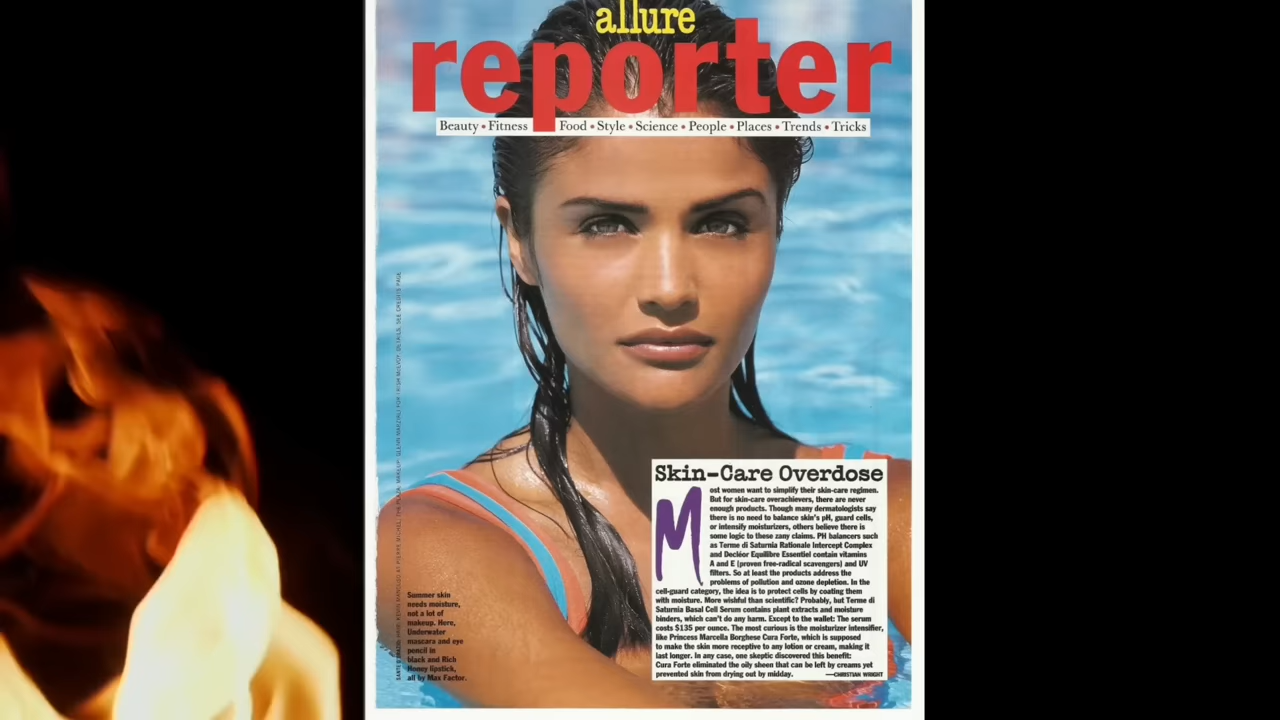 allure
reporter
Beauty • Fitness Food • Style • Science • People • Places • Trends • Tricks
Skin-Care Overdose
Most women want to simplify their skin-care regimen.
But for skin-care overachievers, there are never
enough products. Though many dermatologists say
there is no need to balance skin's pH, guard cells,
or intensify moisturizers, others believe there is
some logic to these zany claims. PH balancers such
as Terme di Saturnia Rationale Intercept Complex
and Decléor Equilibre Essentiel contain vitamins
A and E (proven free-radical scavengers) and UV
filters. So at least the products address the
problems of pollution and ozone depletion. In the
cell-guard category, the idea is to protect cells by coating them
with moisture. More wishful than scientific? Probably, but Terme di
Saturnia Basal Cell Serum contains plant extracts and moisture
binders, which can't do any harm. Except to the wallet: The serum
costs $135 per ounce. The most curious is the moisturizer intensifier,
like Princess Marcella Borghese Cura Forte, which is supposed
to make the skin more receptive to any lotion or cream, making it
last longer. In any case, one skeptic discovered this benefit:
Cura Forte eliminated the oily sheen that can be left by creams yet
prevented skin from drying out by midday. —CHRISTIAN WRIGHT
Summer skin
needs moisture,
not a lot of
makeup. Here,
Underwater
mascara and eye
pencil in
black and Rich
Honey lipstick,
all by Max Factor.